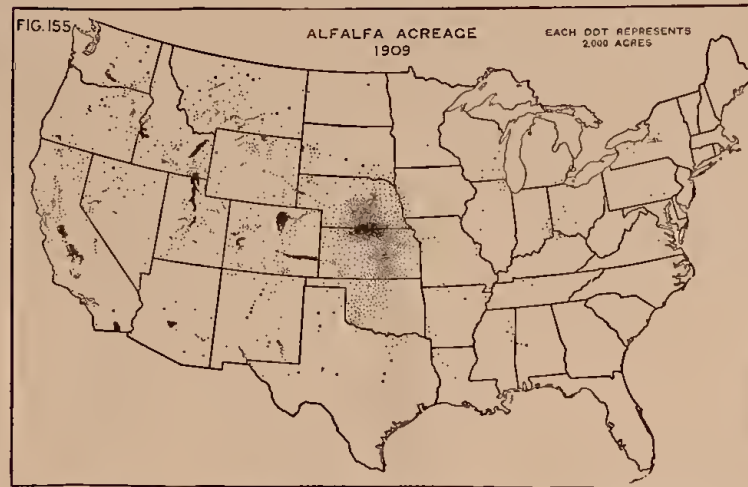 FIG. 155
ALFALFA ACREAGE
1909
EACH DOT REPRESENTS
2,000 ACRES